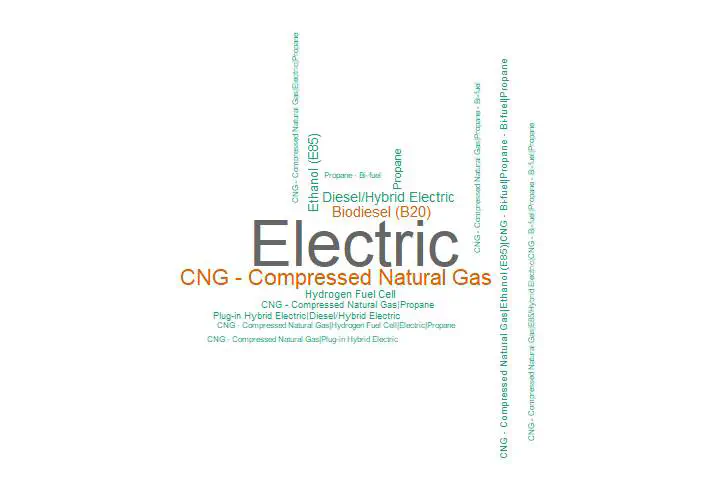 CNG - Compressed Natural Gas|Electric|Propane
Ethanol (E85)
Propane - Bi-fuel
Propane
Diesel/Hybrid Electric
Biodiesel (B20)
Electric
CNG - Compressed Natural Gas
Hydrogen Fuel Cell
CNG - Compressed Natural Gas|Propane
Plug-in Hybrid Electric|Diesel/Hybrid Electric
CNG - Compressed Natural Gas|Hydrogen Fuel Cell|Electric|Propane
CNG - Compressed Natural Gas|Plug-in Hybrid Electric
CNG - Compressed Natural Gas|Propane - Bi-fuel
CNG - Compressed Natural Gas|Ethanol (E85)|CNG - Bi-fuel|Propane - Bi-fuel|Propane
CNG - Compressed Natural Gas|E85/Hybrid Electric|CNG - Bi-fuel|Propane - Bi-fuel|Propane